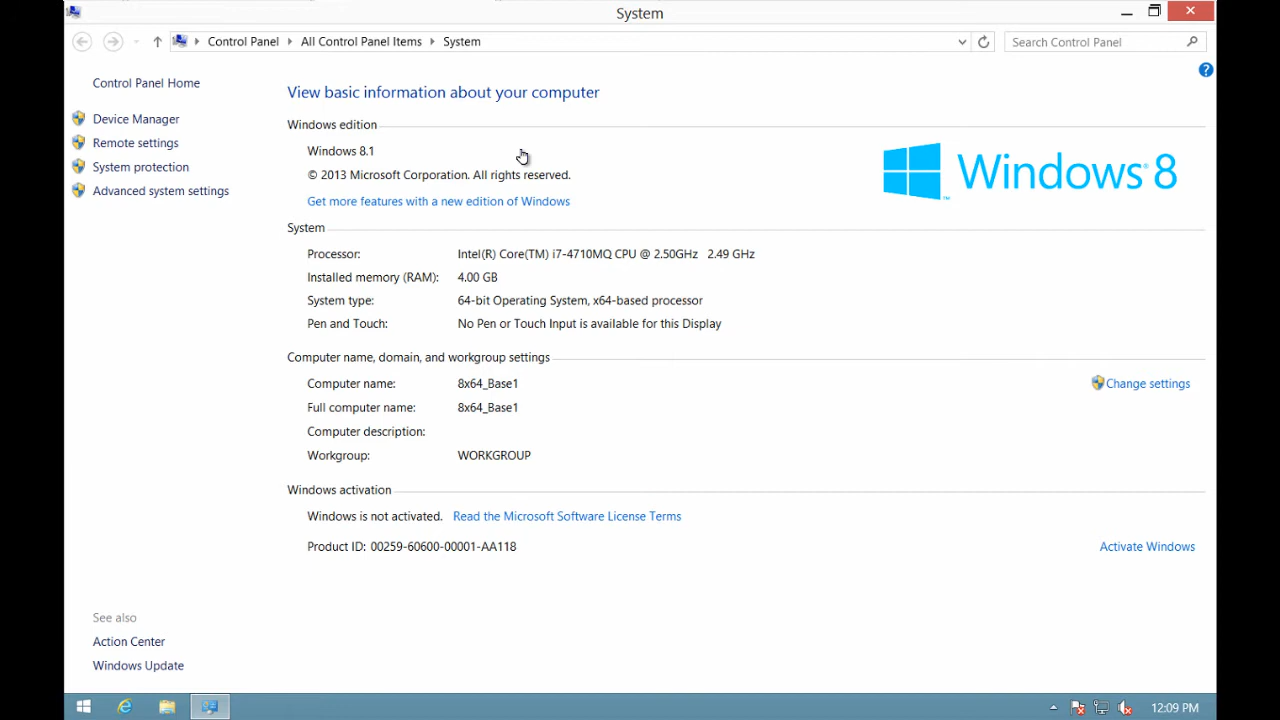 System
Control Panel All Control Panel Items System
Search Control Panel
Control Panel Home
Device Manager
Remote settings
System protection
Advanced system settings
View basic information about your computer
Windows edition
Windows 8.1
© 2013 Microsoft Corporation. All rights reserved.
Get more features with a new edition of Windows
Windows® 8
System
Processor: Intel(R) Core(TM) i7-4710MQ CPU @ 2.50GHz 2.49 GHz
Installed memory (RAM): 4.00 GB
System type: 64-bit Operating System, x64-based processor
Pen and Touch: No Pen or Touch Input is available for this Display
Computer name, domain, and workgroup settings
Computer name: 8x64_Base1
Change settings
Full computer name: 8x64_Base1
Computer description:
Workgroup: WORKGROUP
Windows activation
Windows is not activated. Read the Microsoft Software License Terms
Product ID: 00259-60600-00001-AA118
Activate Windows
See also
Action Center
Windows Update
12:09 PM